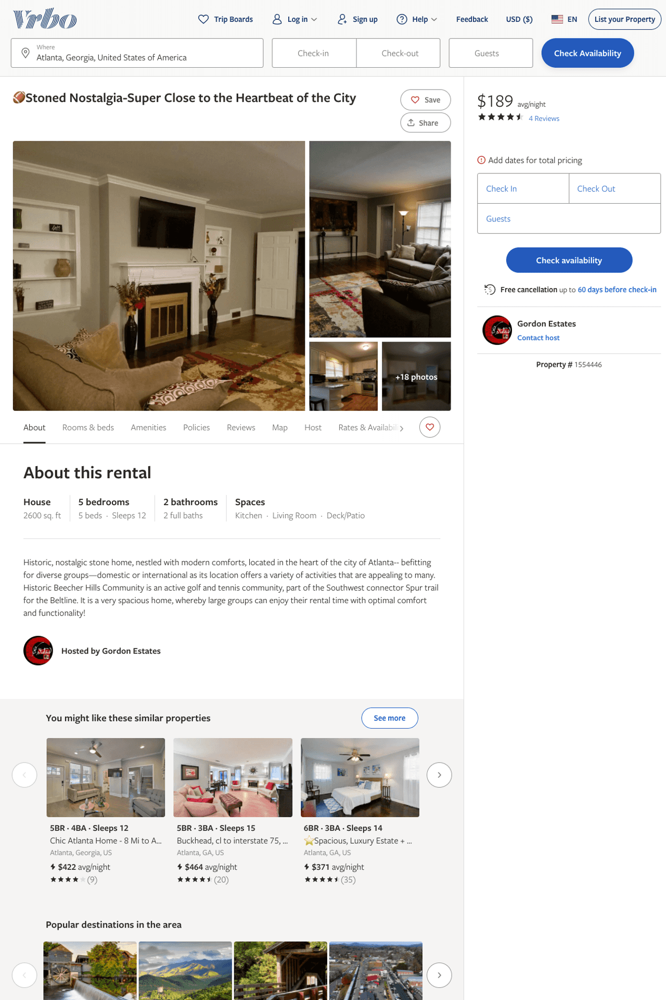 Vrbo
Trip Boards
Log in
Sign up
Help
Feedback
USD ($)
EN
List your Property
Where
Atlanta, Georgia, United States of America
Check-in
Check-out
Guests
Check Availability
🏈Stoned Nostalgia-Super Close to the Heartbeat of the City
Save
Share
$189 avg/night
4 Reviews
Add dates for total pricing
Check In
Check Out
Guests
Check availability
Free cancellation up to 60 days before check-in
Gordon Estates
Contact host
Property # 1554446
+18 photos
About
Rooms & beds
Amenities
Policies
Reviews
Map
Host
Rates & Availabili
About this rental
House
2600 sq. ft
5 bedrooms
5 beds · Sleeps 12
2 bathrooms
2 full baths
Spaces
Kitchen · Living Room · Deck/Patio
Historic, nostalgic stone home, nestled with modern comforts, located in the heart of the city of Atlanta-- befitting
for diverse groups—domestic or international as its location offers a variety of activities that are appealing to many.
Historic Beecher Hills Community is an active golf and tennis community, part of the Southwest connector Spur trail
for the Beltline. It is a very spacious home, whereby large groups can enjoy their rental time with optimal comfort
and functionality!
Hosted by Gordon Estates
You might like these similar properties
See more
5BR · 4BA · Sleeps 12
Chic Atlanta Home - 8 Mi to A...
Atlanta, Georgia, US
$422 avg/night
(9)
5BR · 3BA · Sleeps 15
Buckhead, cl to interstate 75, ...
Atlanta, GA, US
$464 avg/night
(20)
6BR · 3BA · Sleeps 14
⭐Spacious, Luxury Estate + ...
Atlanta, GA, US
$371 avg/night
(35)
Popular destinations in the area